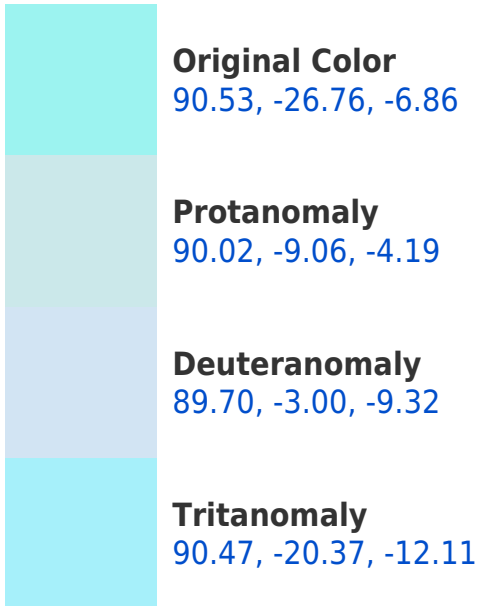 Original Color
90.53, -26.76, -6.86
Protanomaly
90.02, -9.06, -4.19
Deuteranomaly
89.70, -3.00, -9.32
Tritanomaly
90.47, -20.37, -12.11